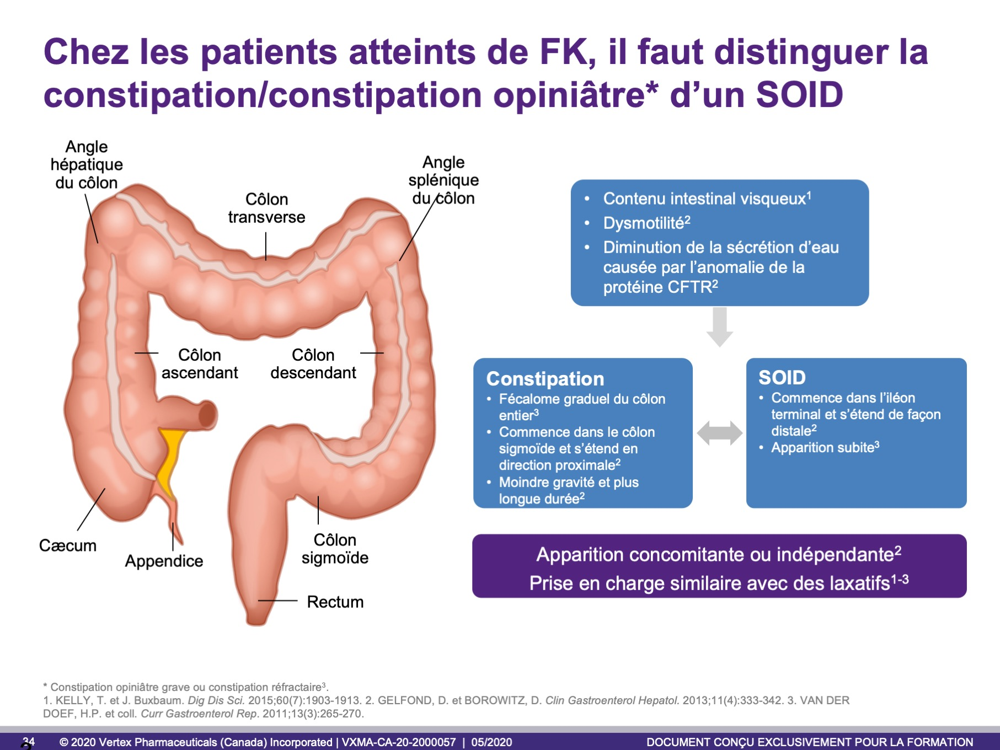 Chez les patients atteints de FK, il faut distinguer la
constipation/constipation opiniâtre* d’un SOID
Angle
hépatique
du côlon
Côlon
transverse
Angle
splénique
du côlon
Côlon
ascendant
Côlon
descendant
Cæcum
Appendice
Côlon
sigmoïde
Rectum
• Contenu intestinal visqueux1
• Dysmotilité2
• Diminution de la sécrétion d’eau
causée par l’anomalie de la
protéine CFTR2
Constipation
• Fécalome graduel du côlon
entier3
• Commence dans le côlon
sigmoïde et s’étend en
direction proximale2
• Moindre gravité et plus
longue durée2
SOID
• Commence dans l’iléon
terminal et s’étend de façon
distale2
• Apparition subite3
Apparition concomitante ou indépendante2
Prise en charge similaire avec des laxatifs1-3
* Constipation opiniâtre grave ou constipation réfractaire3.
1. KELLY, T. et J. Buxbaum. Dig Dis Sci. 2015;60(7):1903-1913. 2. GELFOND, D. et BOROWITZ, D. Clin Gastroenterol Hepatol. 2013;11(4):333-342. 3. VAN DER
DOEF, H.P. et coll. Curr Gastroenterol Rep. 2011;13(3):265-270.
34 © 2020 Vertex Pharmaceuticals (Canada) Incorporated | VXMA-CA-20-2000057 | 05/2020 DOCUMENT CONÇU EXCLUSIVEMENT POUR LA FORMATION